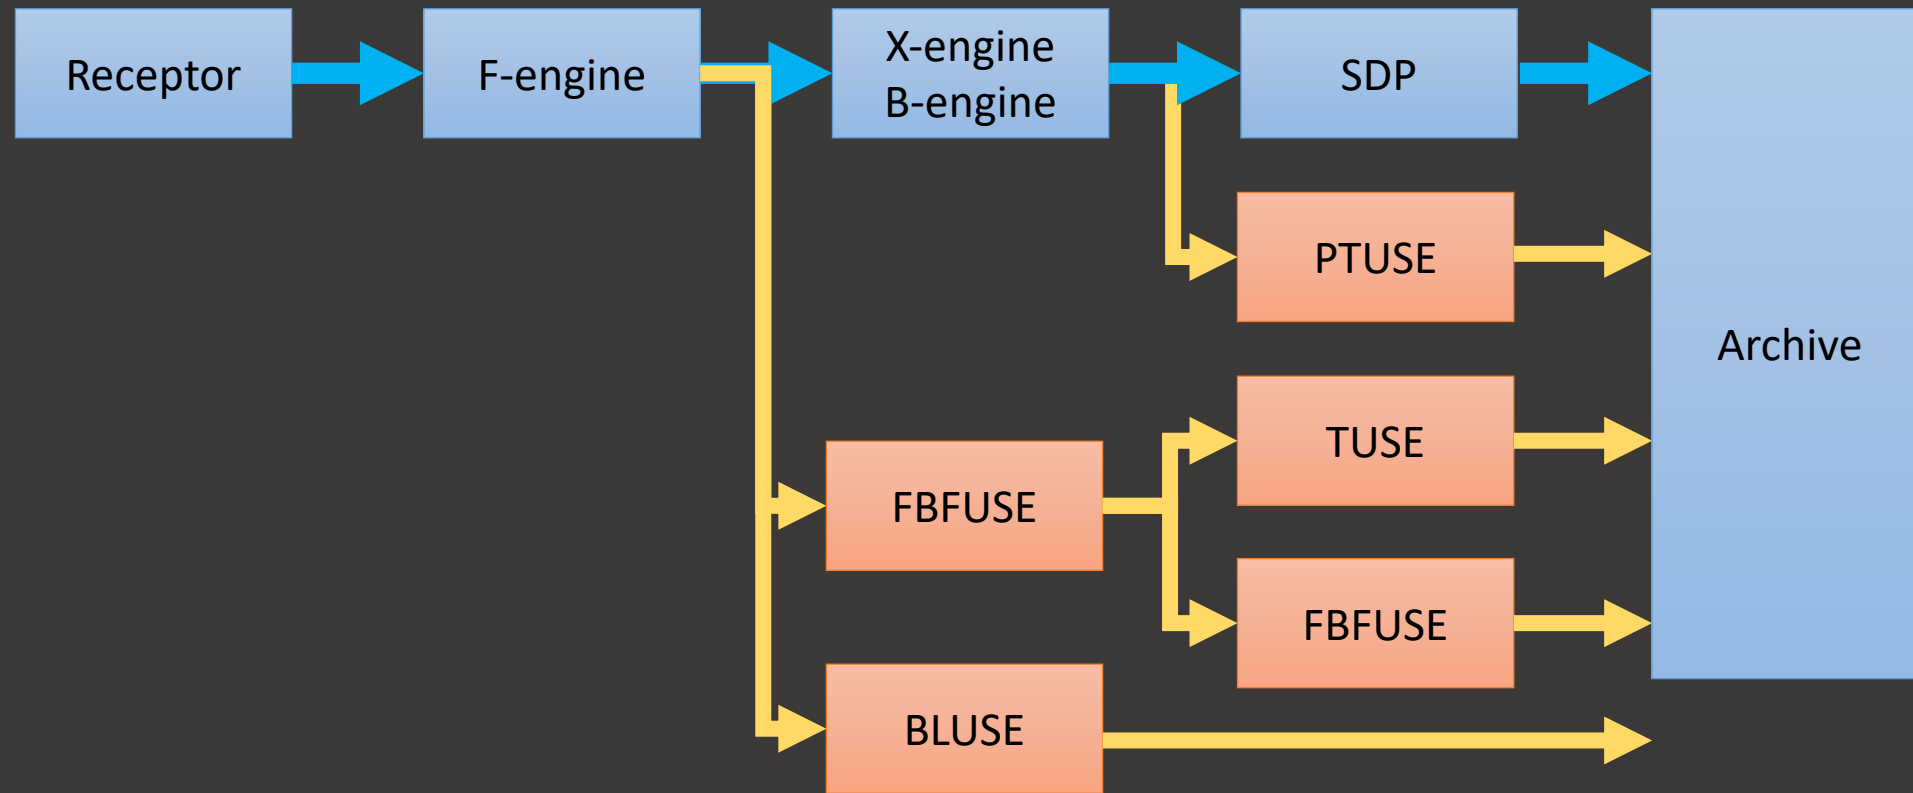 Receptor
F-engine
X-engine
B-engine
SDP
PTUSE
Archive
TUSE
FBFUSE
FBFUSE
BLUSE